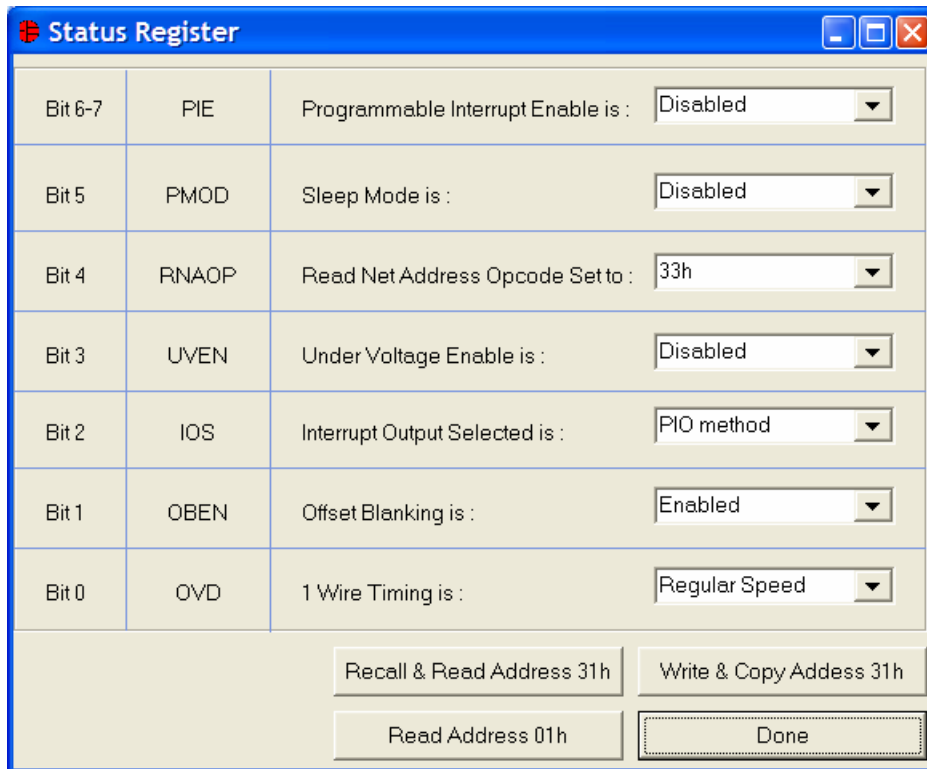 Status Register
Bit 6-7 PIE Programmable Interrupt Enable is : Disabled
Bit 5 PMOD Sleep Mode is : Disabled
Bit 4 RNAOP Read Net Address Opcode Set to : 33h
Bit 3 UVEN Under Voltage Enable is : Disabled
Bit 2 IOS Interrupt Output Selected is : PIO method
Bit 1 OBEN Offset Blanking is : Enabled
Bit 0 OVD 1 Wire Timing is : Regular Speed
Recall & Read Address 31h Write & Copy Addess 31h
Read Address 01h Done